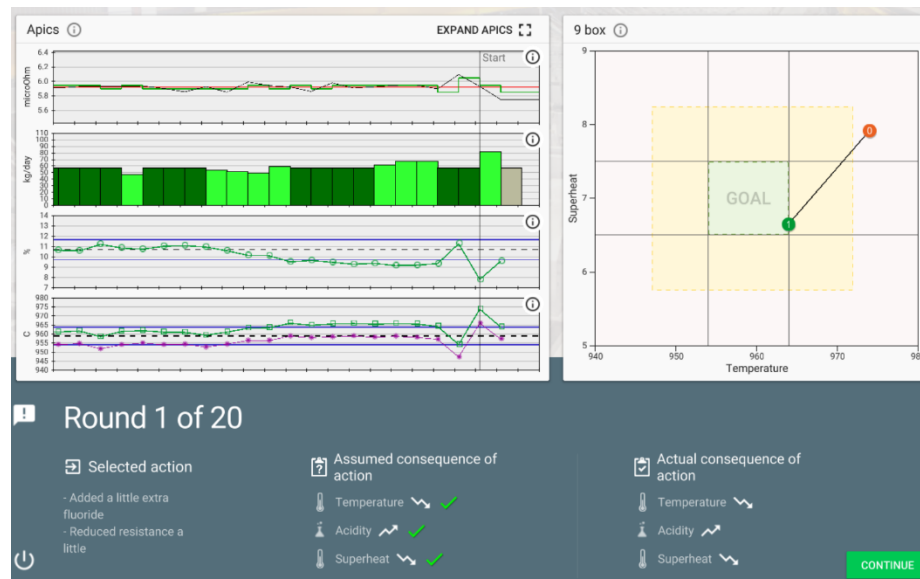 Apics
EXPAND APICS
9 box
Start
microOhm
6.4
6.2
6.0
5.8
5.6
kg/day
110
100
90
80
70
60
50
40
30
20
10
0
%
14
13
12
11
10
9
8
7
C
980
975
970
965
960
955
950
945
940
Superheat
9
8
7
6
5
0
GOAL
1
940
950
960
970
98
Temperature
Round 1 of 20
Selected action
- Added a little extra
fluoride
- Reduced resistance a
little
Assumed consequence of
action
Temperature
Acidity
Superheat
Actual consequence of
action
Temperature
Acidity
Superheat
CONTINUE